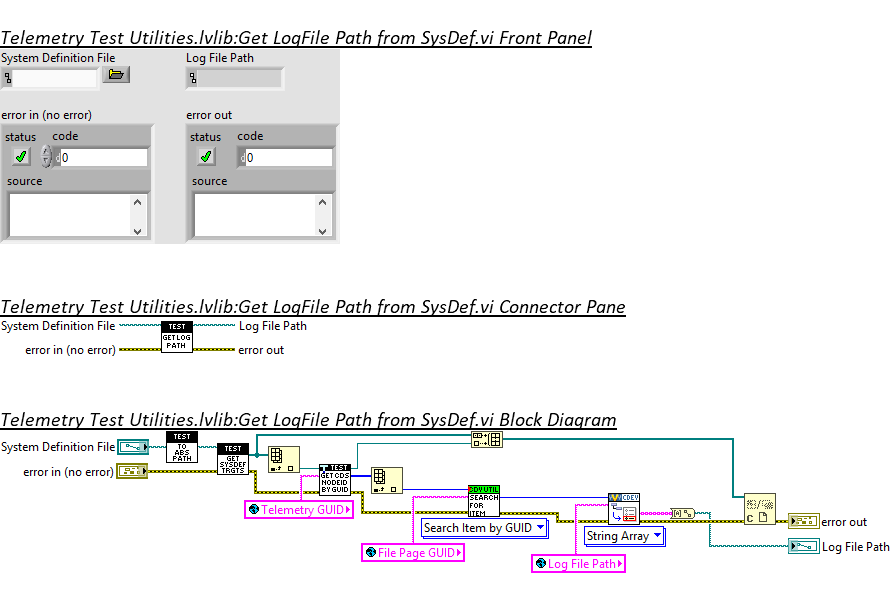 Telemetry Test Utilities.lvlib:Get LogFile Path from SysDef.vi Front Panel
System Definition File
Log File Path
error in (no error)
error out
status code
0
status code
0
source
source
Telemetry Test Utilities.lvlib:Get LogFile Path from SysDef.vi Connector Pane
System Definition File
TEST
GET LOG
PATH
Log File Path
error in (no error)
error out
Telemetry Test Utilities.lvlib:Get LogFile Path from SysDef.vi Block Diagram
System Definition File
error in (no error)
TEST
TO
ABS
PATH
TEST
GET
SYSDEF
TRGTS
T TEST
GET CDS
NODEID
BY GUID
Telemetry GUID
CDV UTIL
SEARCH
FOR
ITEM
Search Item by GUID
File Page GUID
CDEV
String Array
Log File Path
C
error out
Log File Path